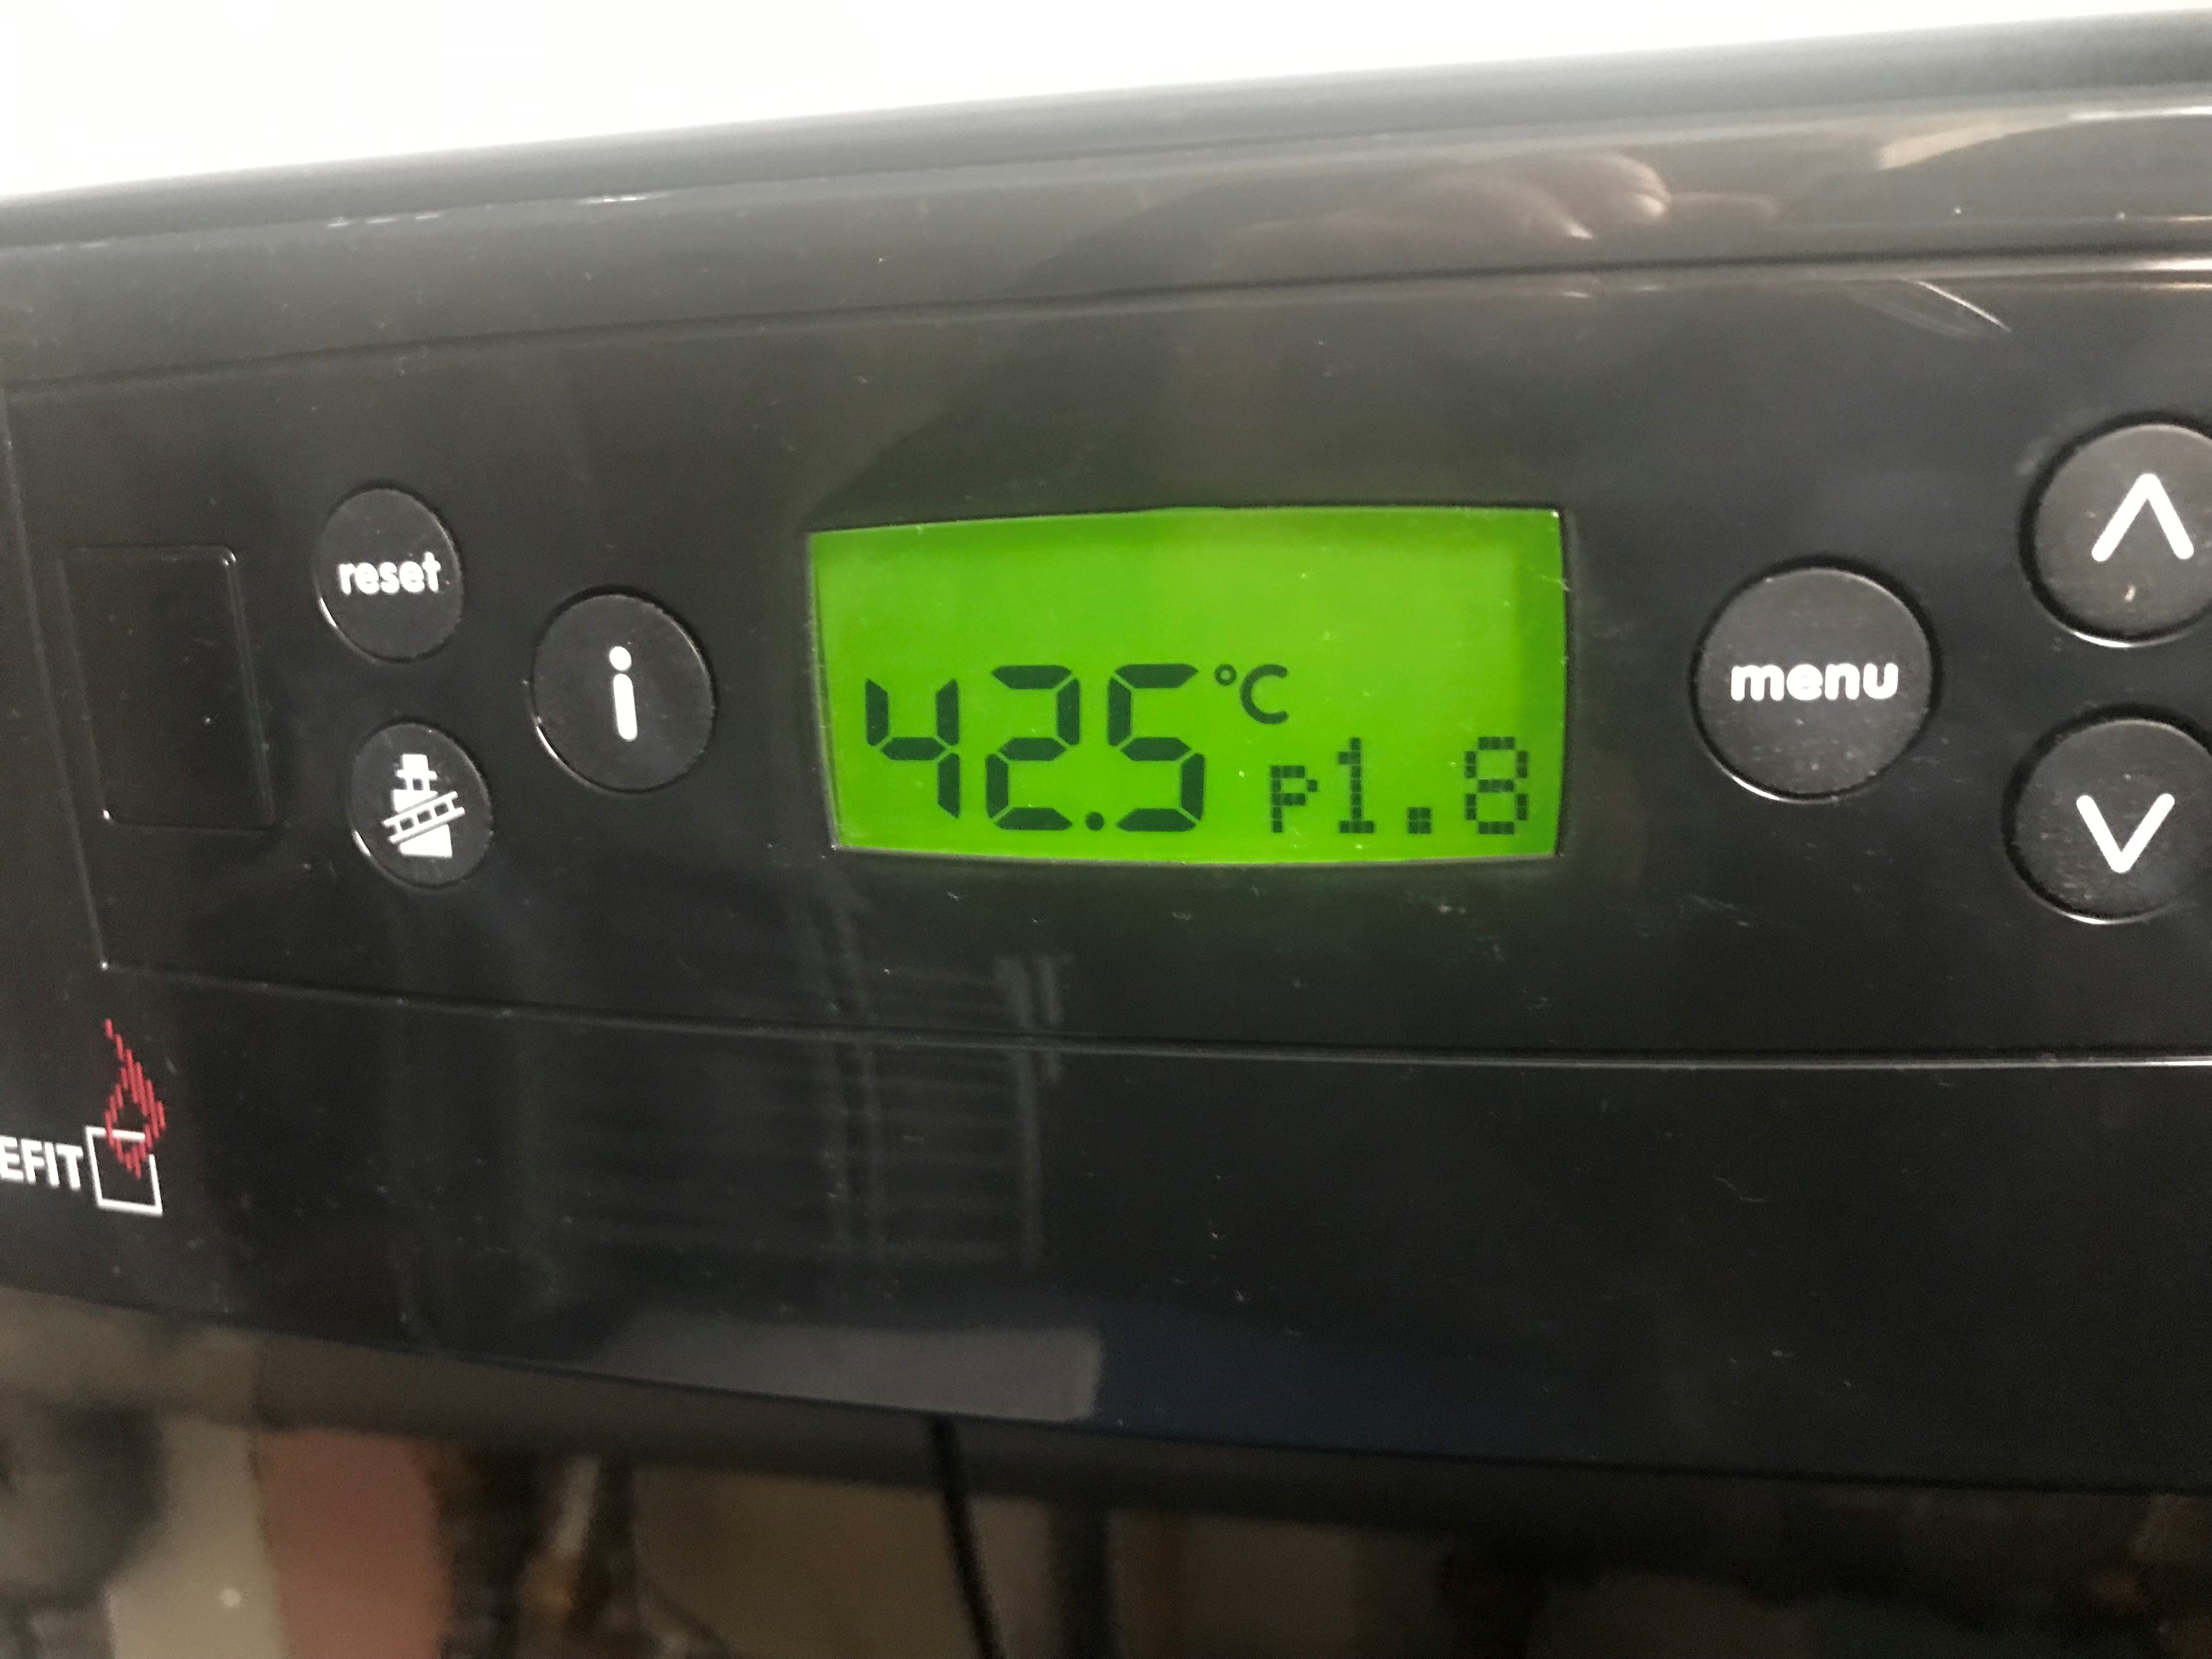 reset
i
42.5 °C p1.8
menu
EFIT